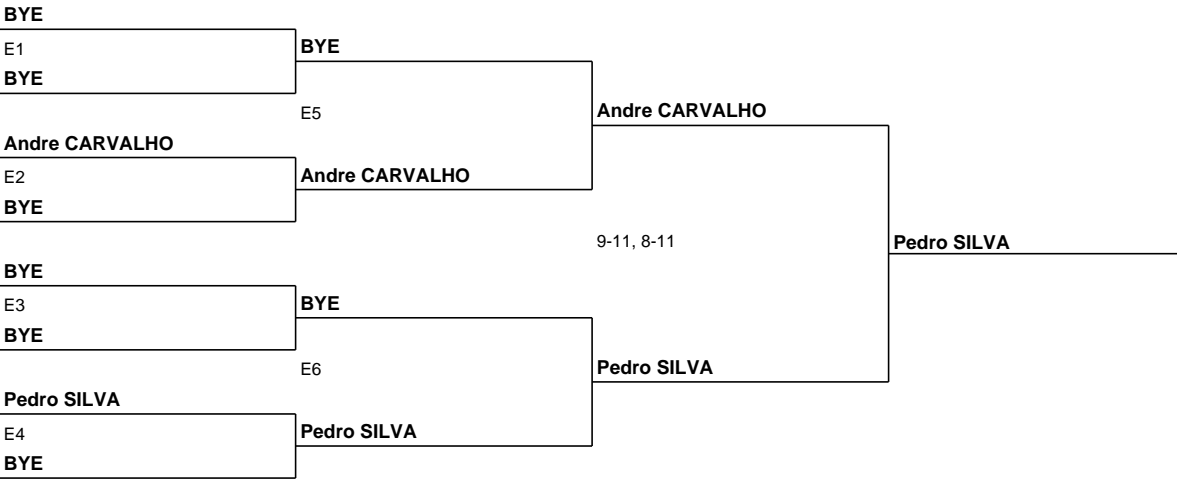 BYE
E1
BYE
BYE
E5
Andre CARVALHO
Andre CARVALHO
E2
Andre CARVALHO
BYE
9-11, 8-11
Pedro SILVA
BYE
E3
BYE
BYE
E6
Pedro SILVA
Pedro SILVA
E4
Pedro SILVA
BYE